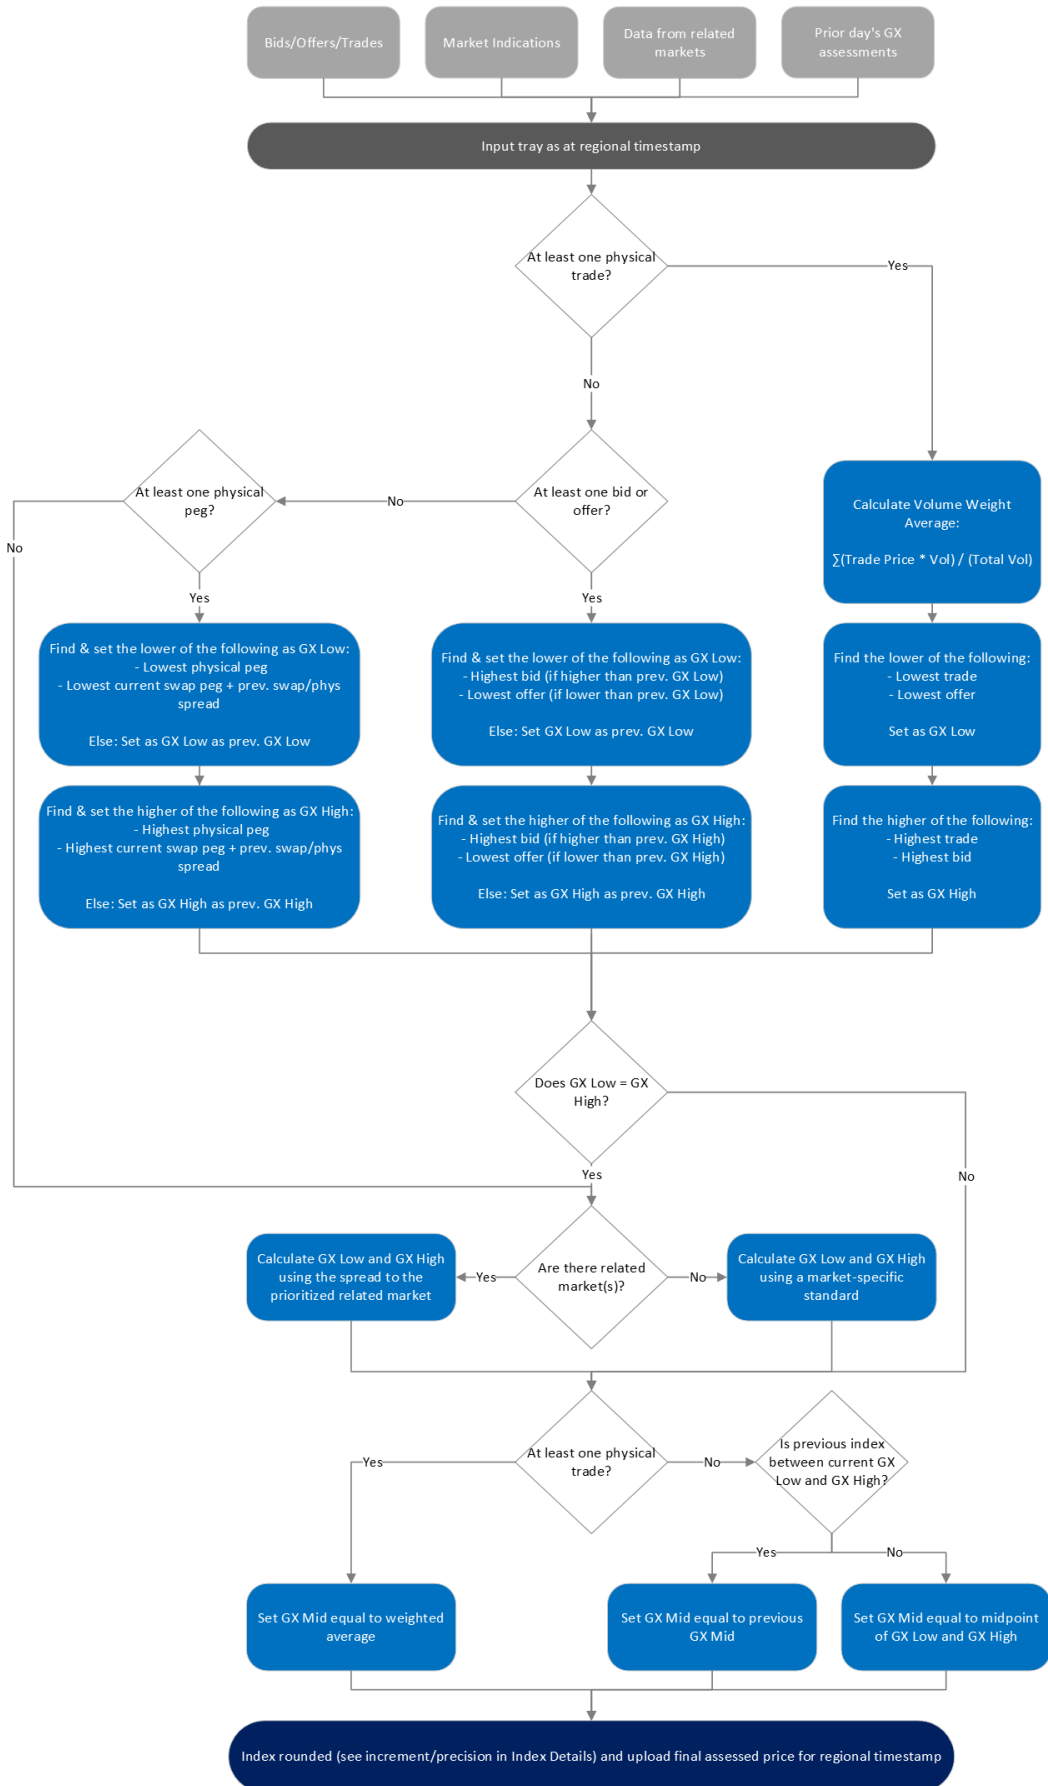 Bids/Offers/Trades
Market Indications
Data from related
markets
Prior day's GX
assessments
Input tray as at regional timestamp
At least one physical
trade?
Yes
No
At least one physical
peg?
No
At least one bid or
offer?
No
Yes
Yes
Calculate Volume Weight
Average:
∑(Trade Price * Vol) / (Total Vol)
Find & set the lower of the following as GX Low:
- Lowest physical peg
- Lowest current swap peg + prev. swap/phys
spread
Else: Set as GX Low as prev. GX Low
Find & set the lower of the following as GX Low:
- Highest bid (if higher than prev. GX Low)
- Lowest offer (if lower than prev. GX Low)
Else: Set GX Low as prev. GX Low
Find the lower of the following:
- Lowest trade
- Lowest offer
Set as GX Low
Find & set the higher of the following as GX High:
- Highest physical peg
- Highest current swap peg + prev. swap/phys
spread
Else: Set as GX High as prev. GX High
Find & set the higher of the following as GX High:
- Highest bid (if higher than prev. GX High)
- Lowest offer (if lower than prev. GX High)
Else: Set as GX High as prev. GX High
Find the higher of the following:
- Highest trade
- Highest bid
Set as GX High
Does GX Low = GX
High?
Yes
No
Calculate GX Low and GX High
using the spread to the
prioritized related market
Yes
Are there related
market(s)?
No
Calculate GX Low and GX High
using a market-specific
standard
Yes
At least one physical
trade?
No
Is previous index
between current GX
Low and GX High?
Yes
No
Set GX Mid equal to weighted
average
Set GX Mid equal to previous
GX Mid
Set GX Mid equal to midpoint
of GX Low and GX High
Index rounded (see increment/precision in Index Details) and upload final assessed price for regional timestamp